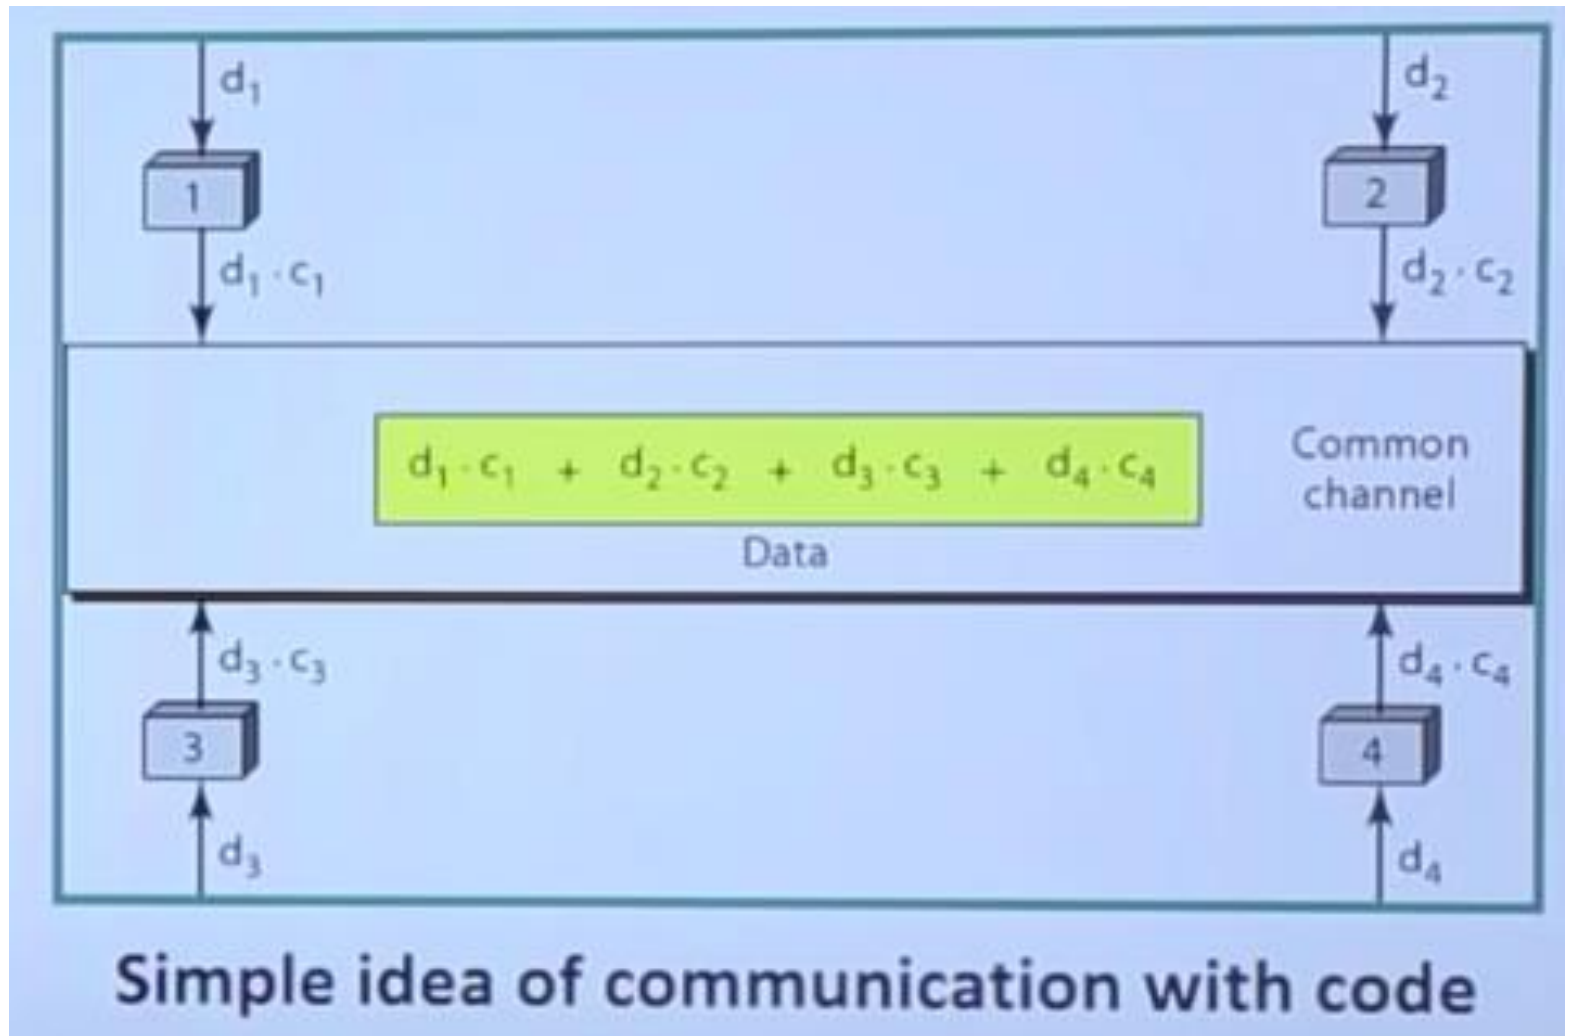 d₁ d₂
1 2
d₁ · c₁ d₂ · c₂
d₁ · c₁ + d₂ · c₂ + d₃ · c₃ + d₄ · c₄
Common
channel
Data
d₃ · c₃ d₄ · c₄
3 4
d₃ d₄
Simple idea of communication with code